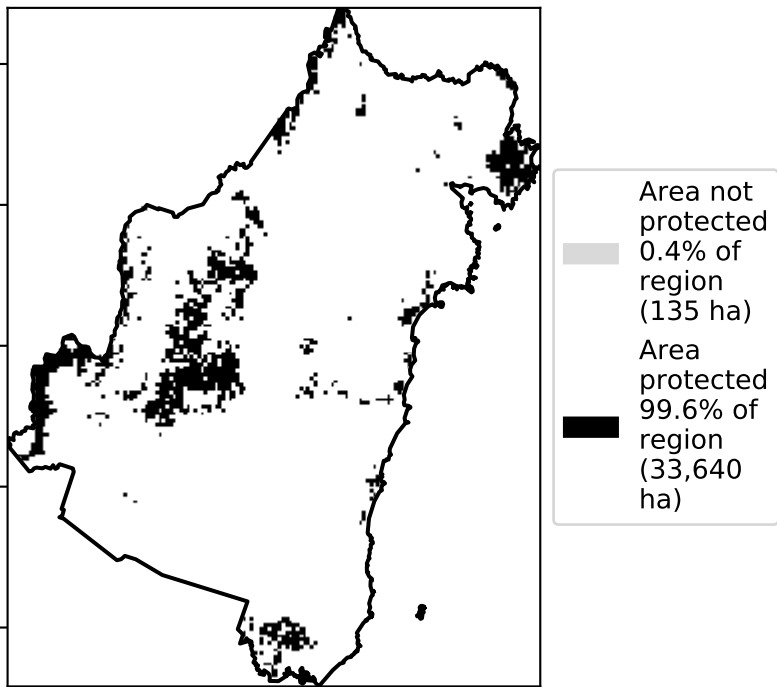 Area not
protected
0.4% of
region
(135 ha)
Area
protected
99.6% of
region
(33,640
ha)